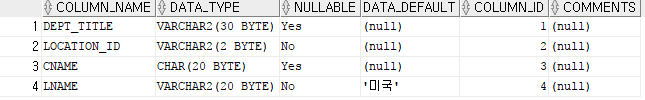 COLUMN_NAME DATA_TYPE NULLABLE DATA_DEFAULT COLUMN_ID COMMENTS
1 DEPT_TITLE VARCHAR2(30 BYTE) Yes (null) 1 (null)
2 LOCATION_ID VARCHAR2(2 BYTE) No (null) 2 (null)
3 CNAME CHAR(20 BYTE) Yes (null) 3 (null)
4 LNAME VARCHAR2(20 BYTE) No '미국' 4 (null)